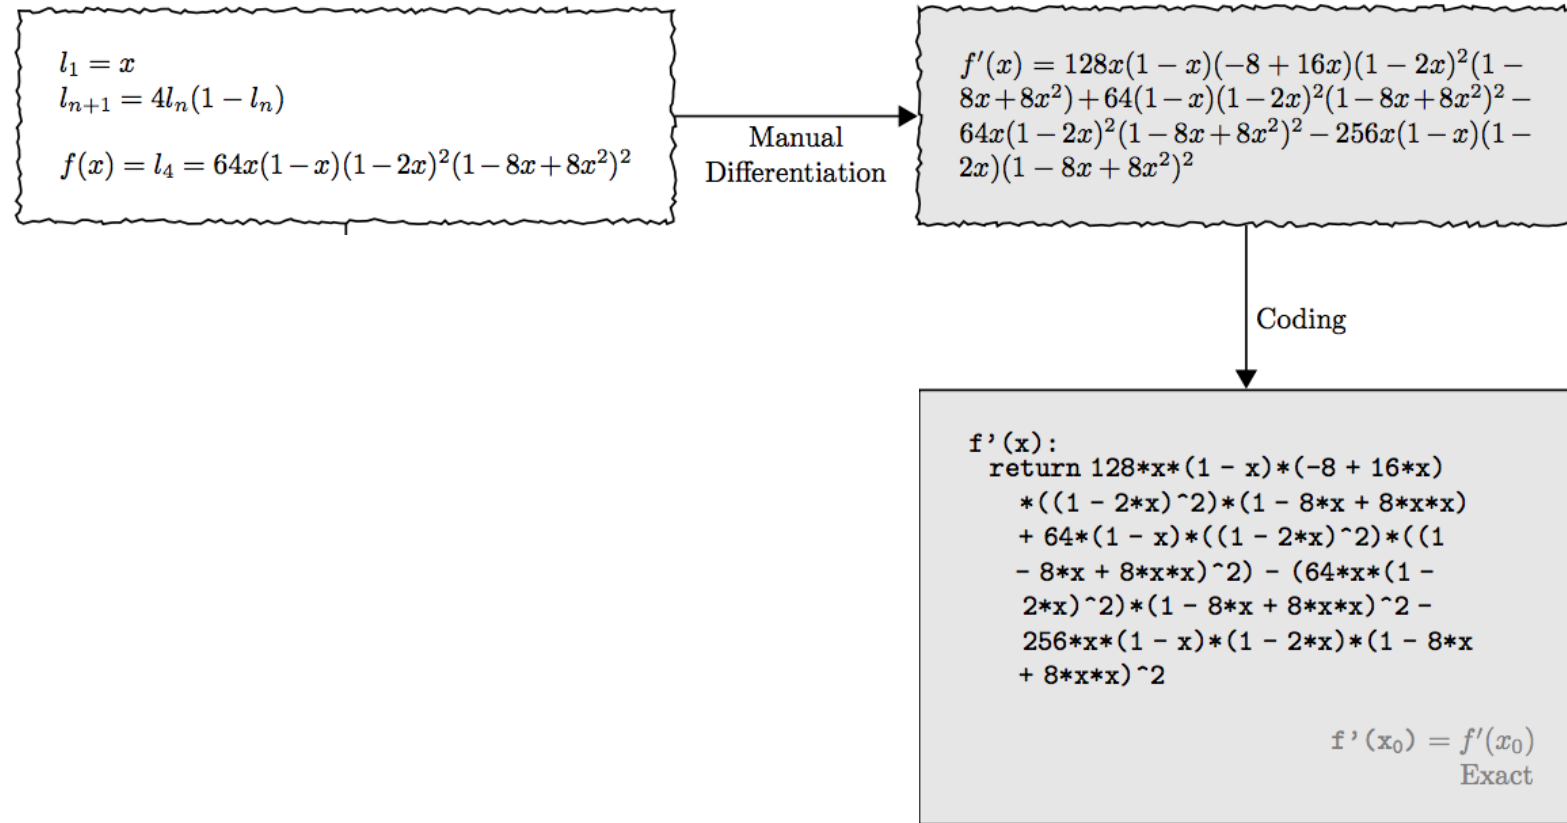 l₁ = x
lₙ₊₁ = 4lₙ(1 − lₙ)
f(x) = l₄ = 64x(1−x)(1−2x)²(1−8x+8x²)²
Manual
Differentiation
f′(x) = 128x(1 − x)(−8 + 16x)(1 − 2x)²(1 −
8x+8x²)+64(1−x)(1−2x)²(1−8x+8x²)²−
64x(1−2x)²(1−8x+8x²)²−256x(1−x)(1−
2x)(1 − 8x + 8x²)²
Coding
f’(x):
return 128*x*(1 - x)*(-8 + 16*x)
*((1 - 2*x)^2)*(1 - 8*x + 8*x*x)
+ 64*(1 - x)*((1 - 2*x)^2)*((1
- 8*x + 8*x*x)^2) - (64*x*(1 -
2*x)^2)*(1 - 8*x + 8*x*x)^2 -
256*x*(1 - x)*(1 - 2*x)*(1 - 8*x
+ 8*x*x)^2
f’(x₀) = f′(x₀)
Exact